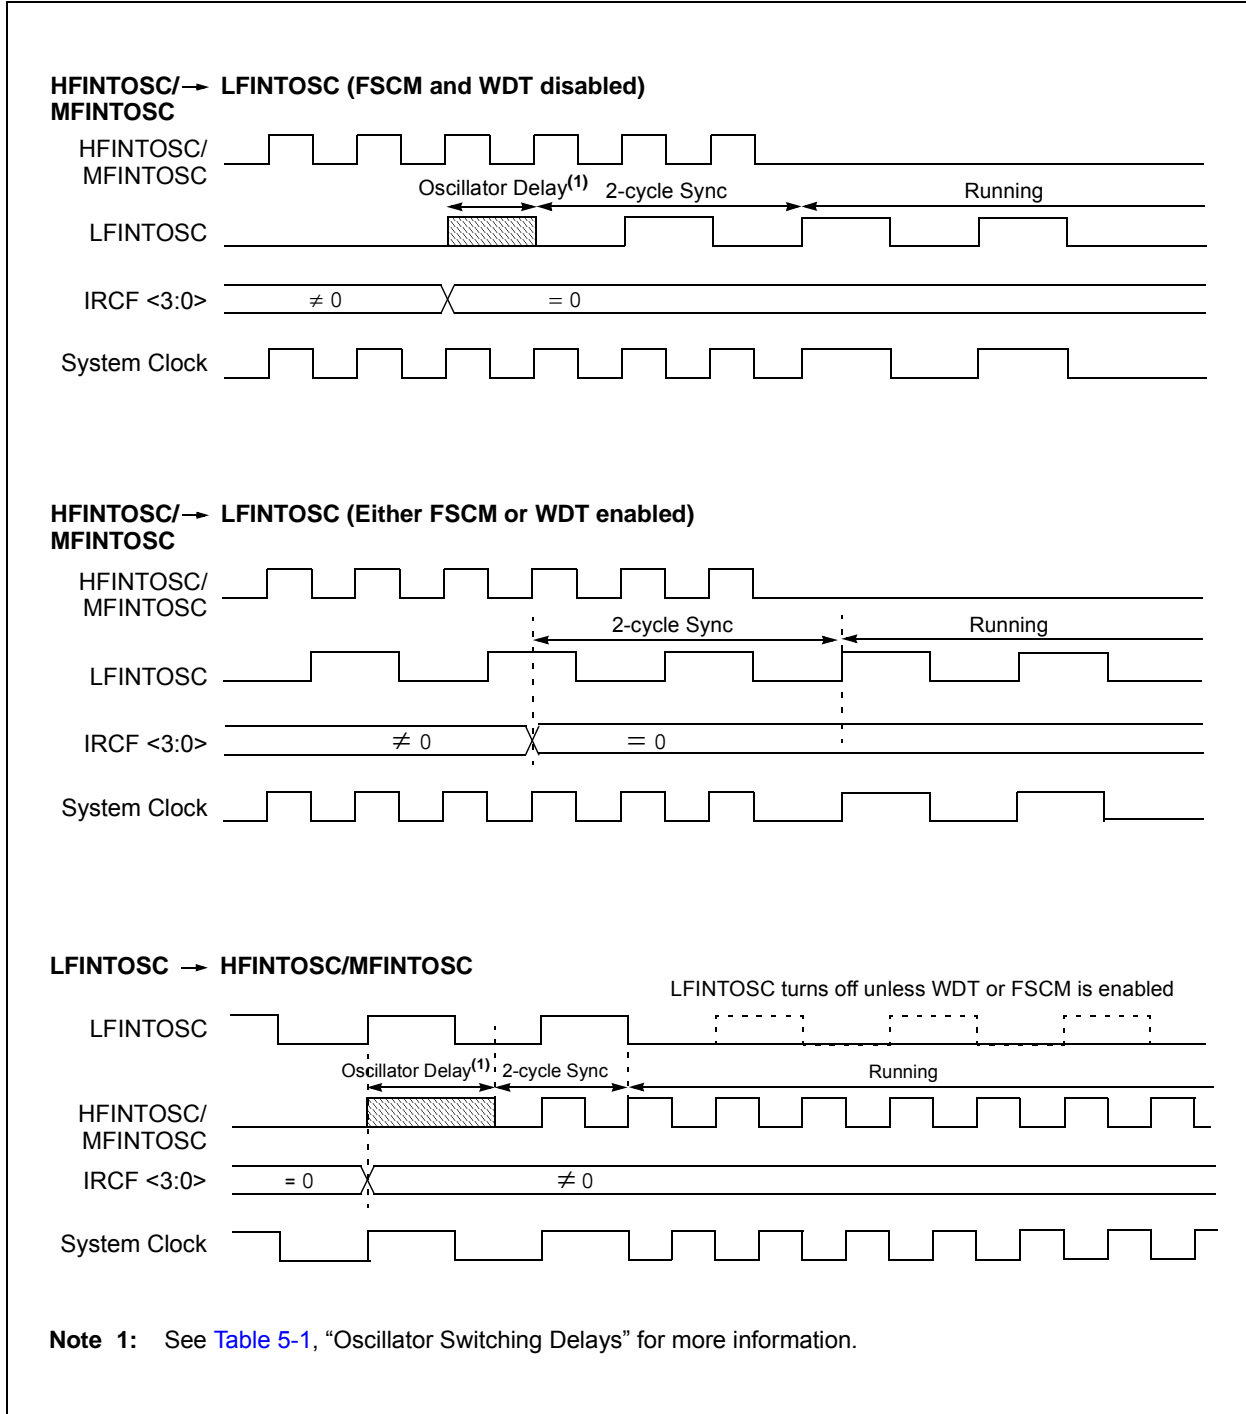 HFINTOSC/→ LFINTOSC (FSCM and WDT disabled)
MFINTOSC
HFINTOSC/
MFINTOSC
Oscillator Delay(1) 2-cycle Sync Running
LFINTOSC
IRCF <3:0> ≠ 0 = 0
System Clock
HFINTOSC/→ LFINTOSC (Either FSCM or WDT enabled)
MFINTOSC
HFINTOSC/
MFINTOSC
2-cycle Sync Running
LFINTOSC
IRCF <3:0> ≠ 0 = 0
System Clock
LFINTOSC → HFINTOSC/MFINTOSC
LFINTOSC turns off unless WDT or FSCM is enabled
LFINTOSC
Oscillator Delay(1) 2-cycle Sync Running
HFINTOSC/
MFINTOSC
IRCF <3:0> = 0 ≠ 0
System Clock
Note 1: See Table 5-1, “Oscillator Switching Delays” for more information.